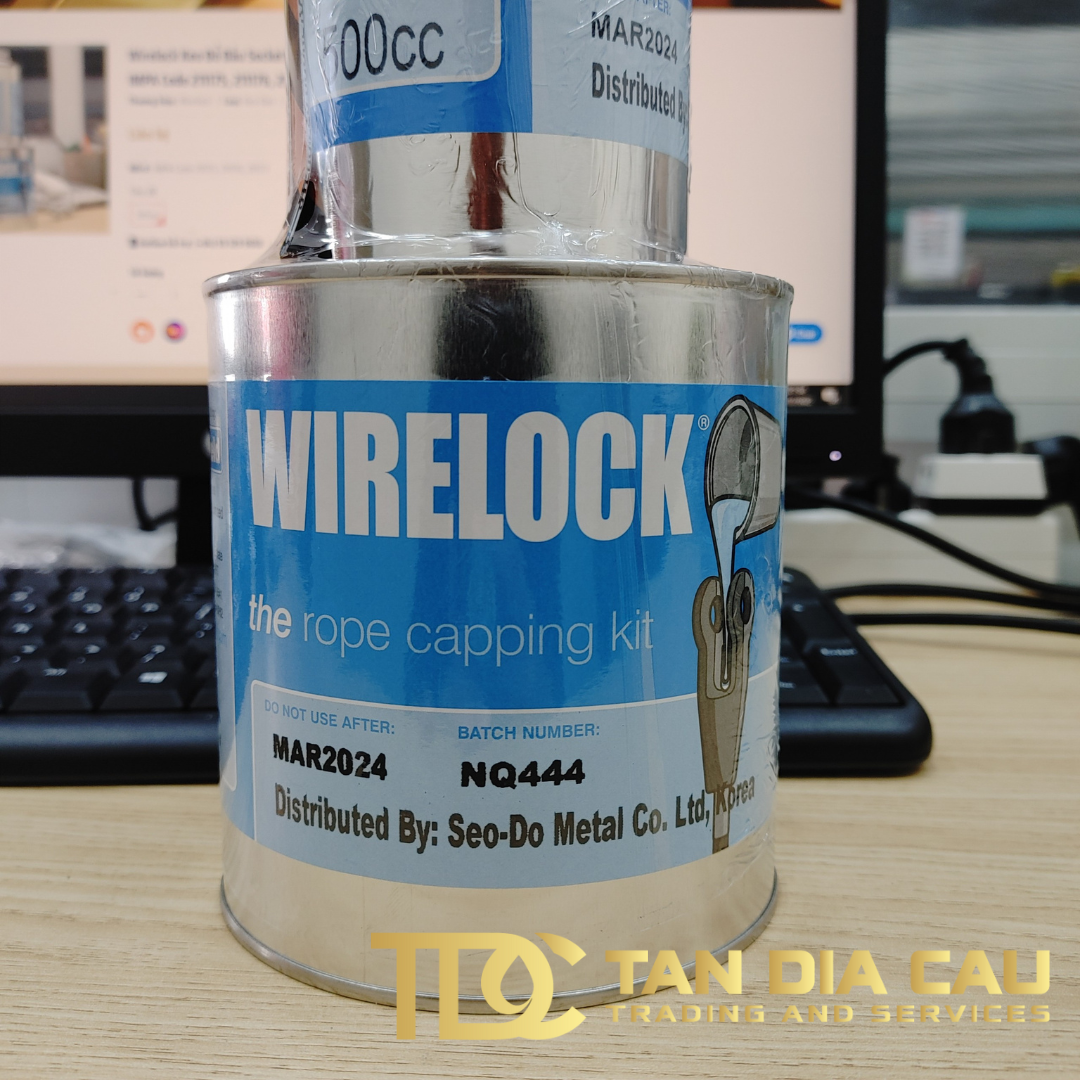 500cc
MAR2024
Distributed By
WIRELOCK®
the rope capping kit
DO NOT USE AFTER:
BATCH NUMBER:
MAR2024
NQ444
Distributed By: Seo-Do Metal Co. Ltd, Korea
TDC TAN DIA CAU
TRADING AND SERVICES